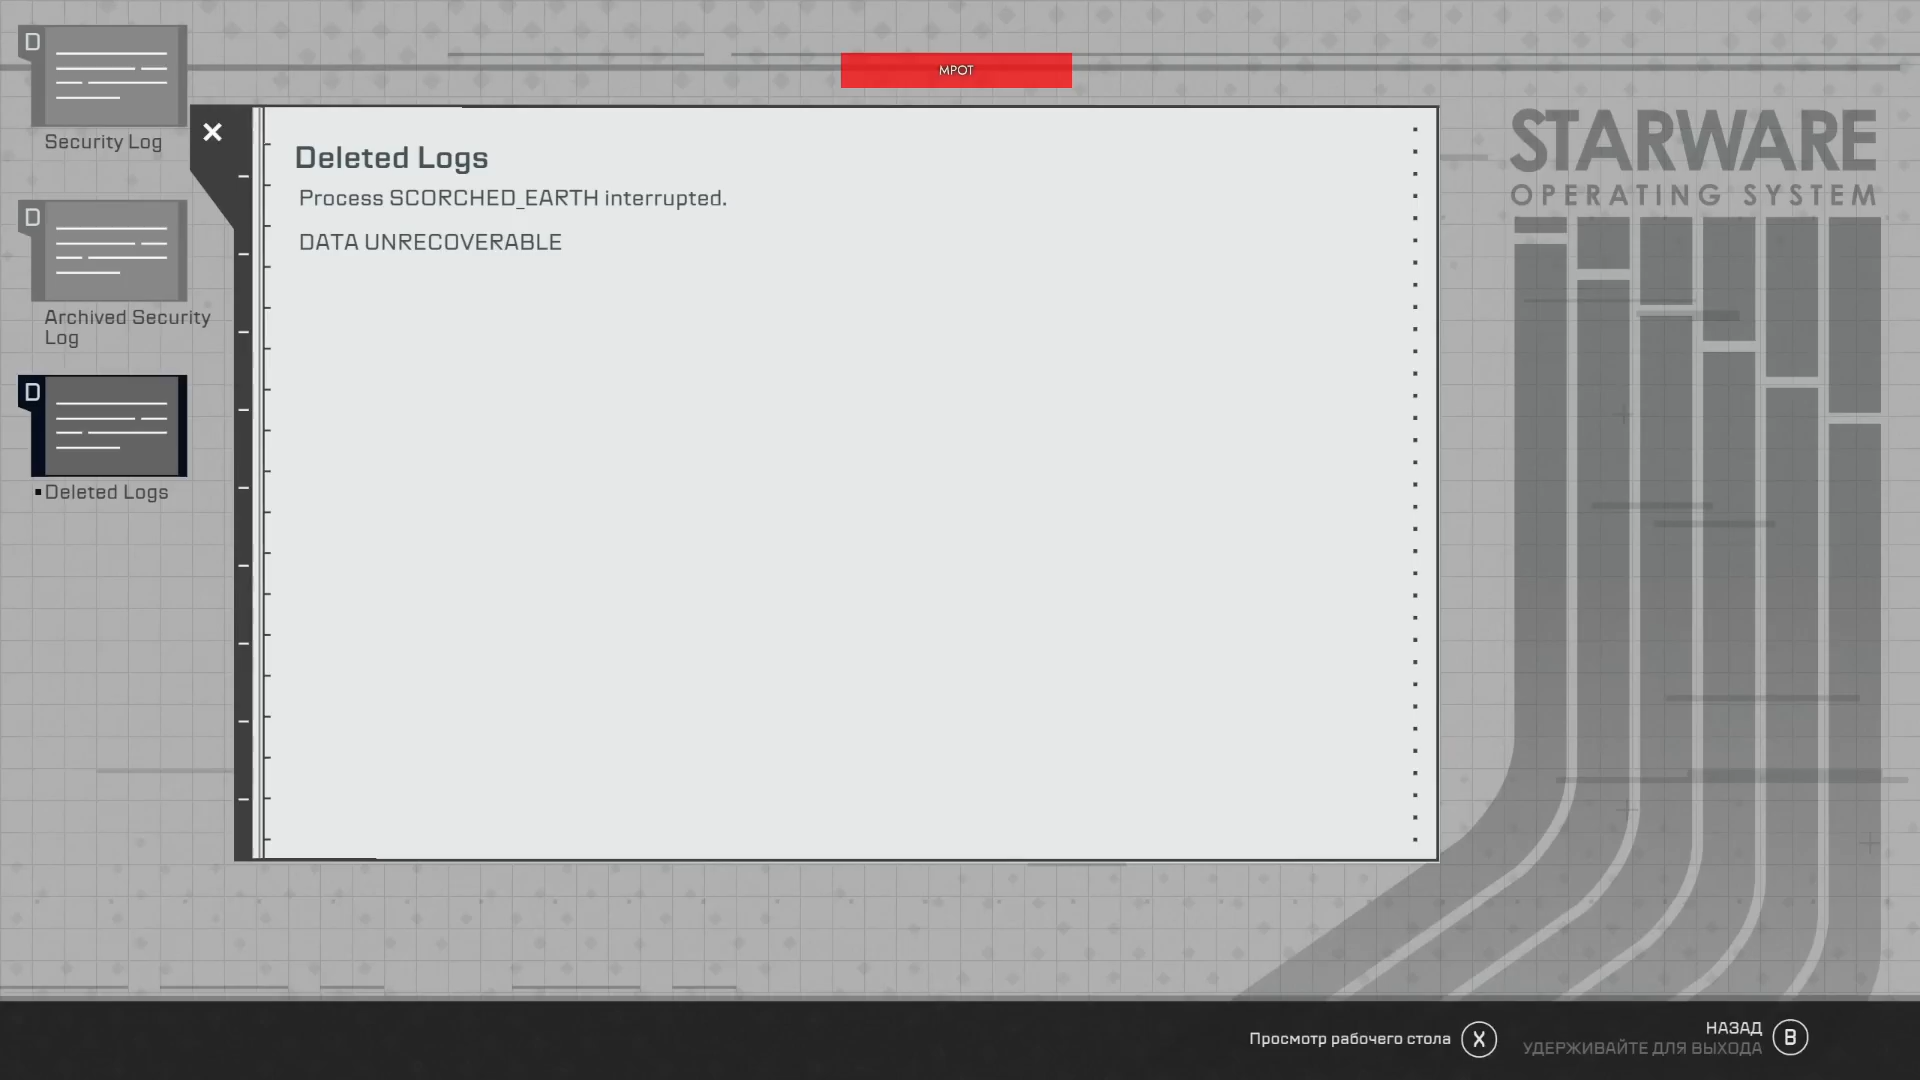 D
Security Log
D
Archived Security
Log
D
Deleted Logs
МРОТ
Deleted Logs
Process SCORCHED_EARTH interrupted.
DATA UNRECOVERABLE
STARWARE
OPERATING SYSTEM
Просмотр рабочего стола X
НАЗАД B
УДЕРЖИВАЙТЕ ДЛЯ ВЫХОДА